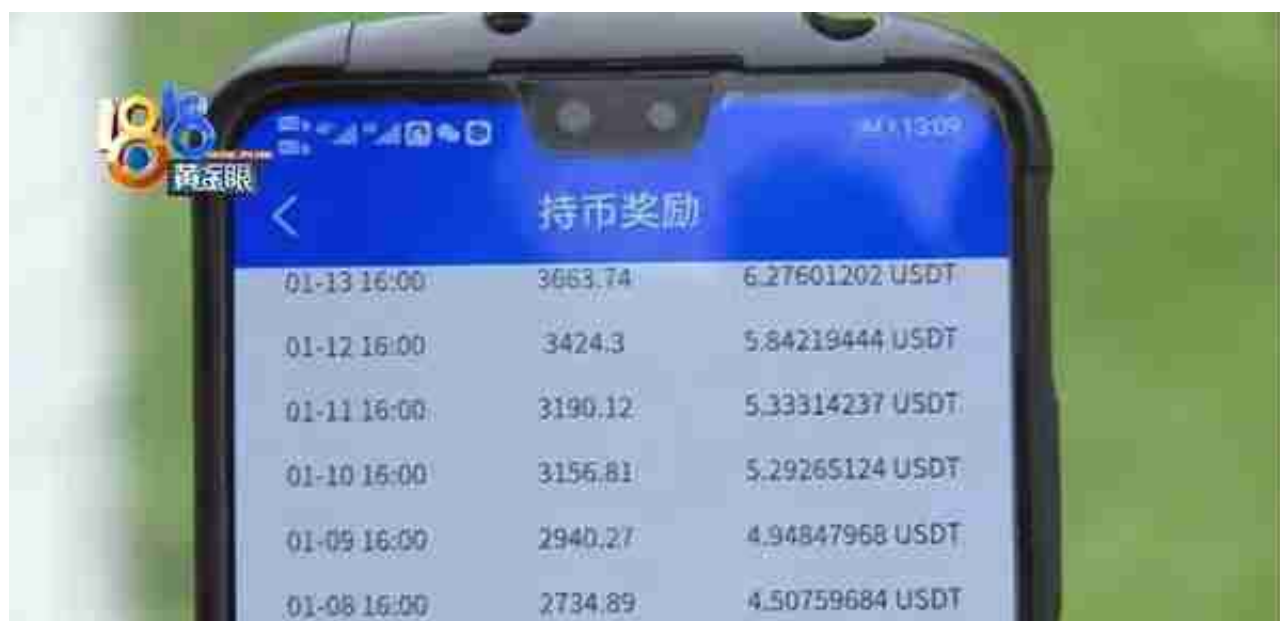 1818
黄金眼
13:09
持币奖励
01-13 16:00 3663.74 6.27601202 USDT
01-12 16:00 3424.3 5.84219444 USDT
01-11 16:00 3190.12 5.33314237 USDT
01-10 16:00 3156.81 5.29265124 USDT
01-09 16:00 2940.27 4.94847968 USDT
01-08 16:00 2734.89 4.50759684 USDT